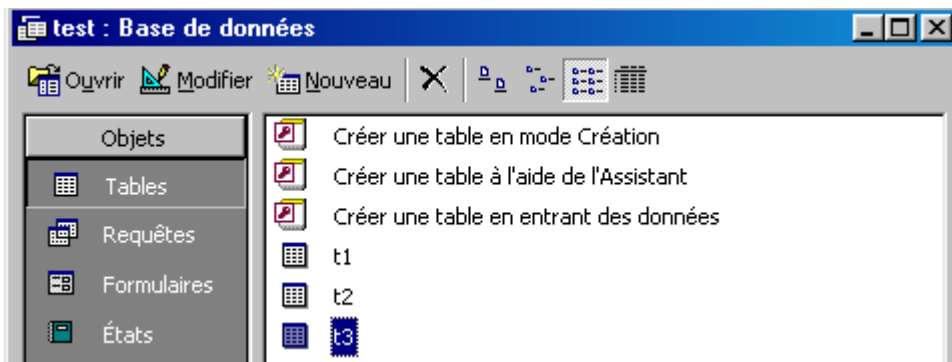 test : Base de données
Ouvrir Modifier Nouveau
Objets
Tables
Requêtes
Formulaires
États
Créer une table en mode Création
Créer une table à l'aide de l'Assistant
Créer une table en entrant des données
t1
t2
t3